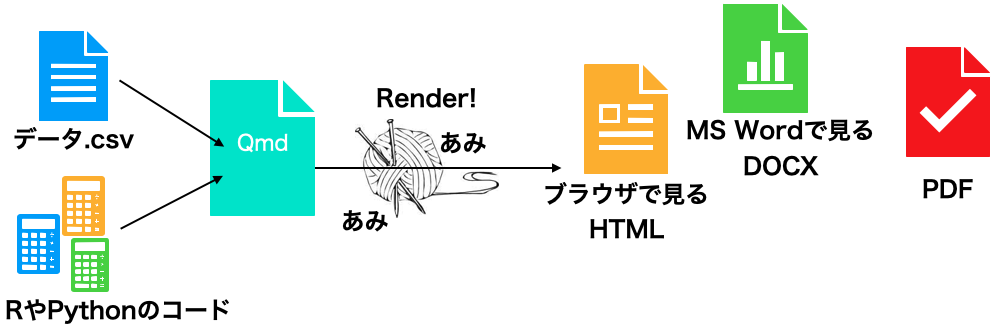 データ.csv
RやPythonのコード
Qmd
Render!
あみ
あみ
ブラウザで見る
HTML
MS Wordで見る
DOCX
PDF